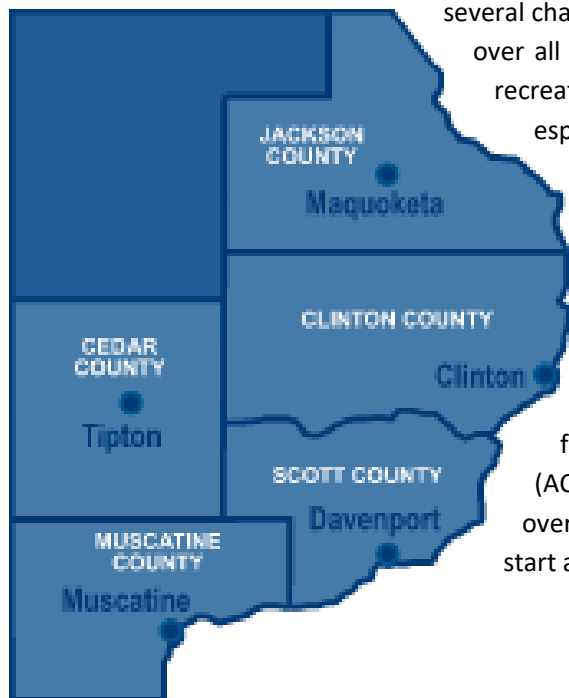 several cha
over all
recreat
esp
JACKSON
COUNTY
Maquoketa
CLINTON COUNTY
Clinton
CEDAR
COUNTY
Tipton
SCOTT COUNTY
Davenport
MUSCATINE
COUNTY
Muscatine
f
(AC
over
start a